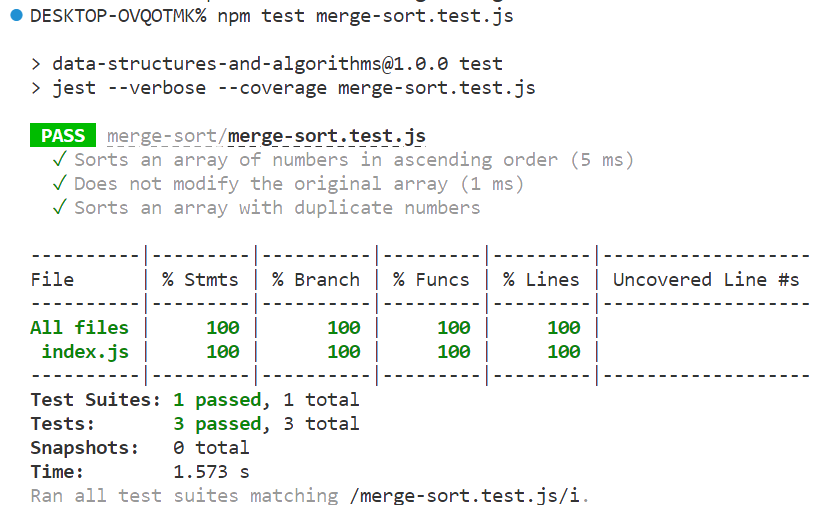 DESKTOP-OVQOTMK% npm test merge-sort.test.js
> data-structures-and-algorithms@1.0.0 test
> jest --verbose --coverage merge-sort.test.js
PASS merge-sort/merge-sort.test.js
✓ Sorts an array of numbers in ascending order (5 ms)
✓ Does not modify the original array (1 ms)
✓ Sorts an array with duplicate numbers
----------|---------|----------|---------|---------|-------------------
File      | % Stmts | % Branch | % Funcs | % Lines | Uncovered Line #s
----------|---------|----------|---------|---------|-------------------
All files |     100 |      100 |     100 |     100 |
 index.js |     100 |      100 |     100 |     100 |
----------|---------|----------|---------|---------|-------------------
Test Suites: 1 passed, 1 total
Tests:       3 passed, 3 total
Snapshots:   0 total
Time:        1.573 s
Ran all test suites matching /merge-sort.test.js/i.